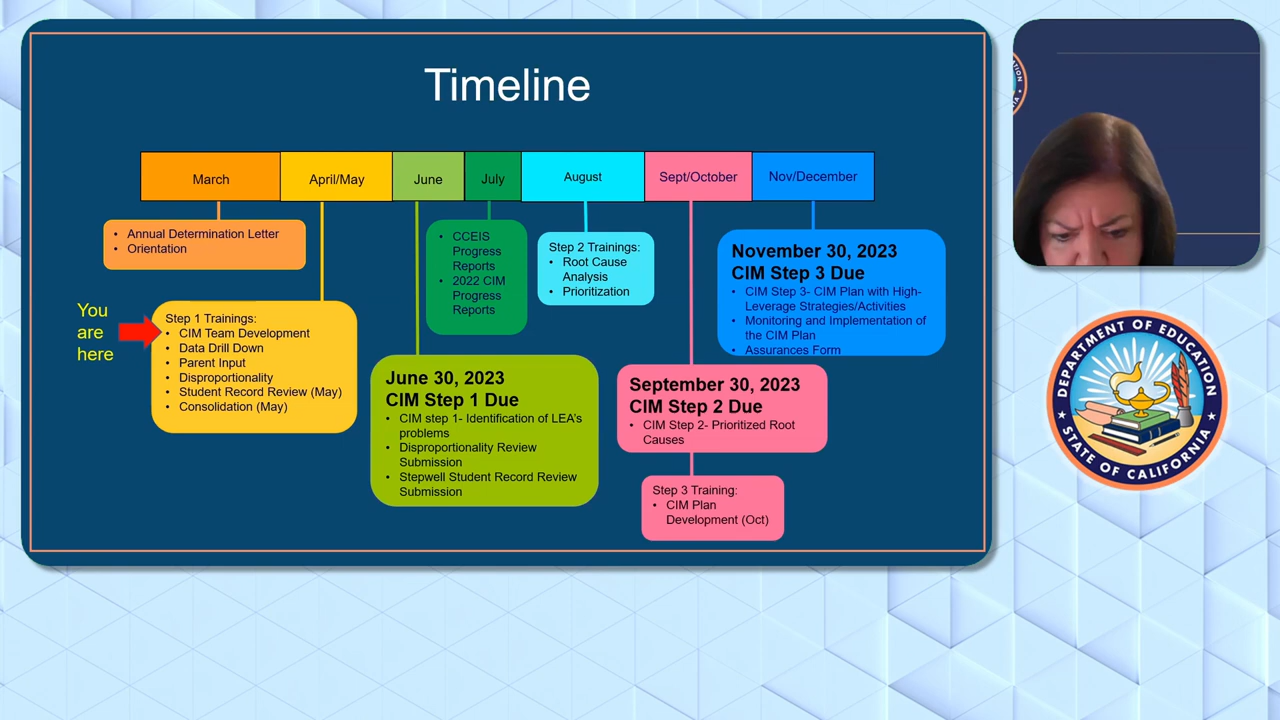 Timeline
March
April/May
June
July
August
Sept/October
Nov/December
• Annual Determination Letter
• Orientation
You
are
here
Step 1 Trainings:
• CIM Team Development
• Data Drill Down
• Parent Input
• Disproportionality
• Student Record Review (May)
• Consolidation (May)
June 30, 2023
CIM Step 1 Due
• CIM step 1- Identification of LEA's
problems
• Disproportionality Review
Submission
• Stepwell Student Record Review
Submission
• CCEIS
Progress
Reports
• 2022 CIM
Progress
Reports
Step 2 Trainings:
• Root Cause
Analysis
• Prioritization
September 30, 2023
CIM Step 2 Due
• CIM Step 2- Prioritized Root
Causes
Step 3 Training:
• CIM Plan
Development (Oct)
November 30, 2023
CIM Step 3 Due
• CIM Step 3- CIM Plan with High-
Leverage Strategies/Activities
• Monitoring and Implementation of
the CIM Plan
• Assurances Form
DEPARTMENT OF EDUCATION
STATE OF CALIFORNIA